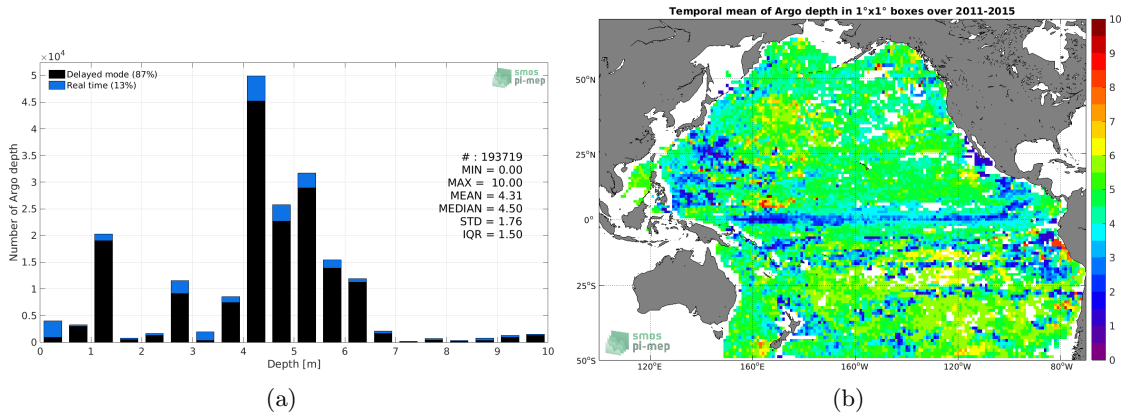 ×10⁴
Delayed mode (87%)
Real time (13%)
smos
pi-mep
5
4.5
4
3.5
3
2.5
2
1.5
1
0.5
0
Number of Argo depth
# : 193719
MIN = 0.00
MAX = 10.00
MEAN = 4.31
MEDIAN = 4.50
STD = 1.76
IQR = 1.50
0 1 2 3 4 5 6 7 8 9 10
Depth [m]
(a)
Temporal mean of Argo depth in 1°x1° boxes over 2011-2015
50°N
25°N
0°
25°S
50°S
smos
pi-mep
120°E 160°E 160°W 120°W 80°W
10
9
8
7
6
5
4
3
2
1
0
(b)